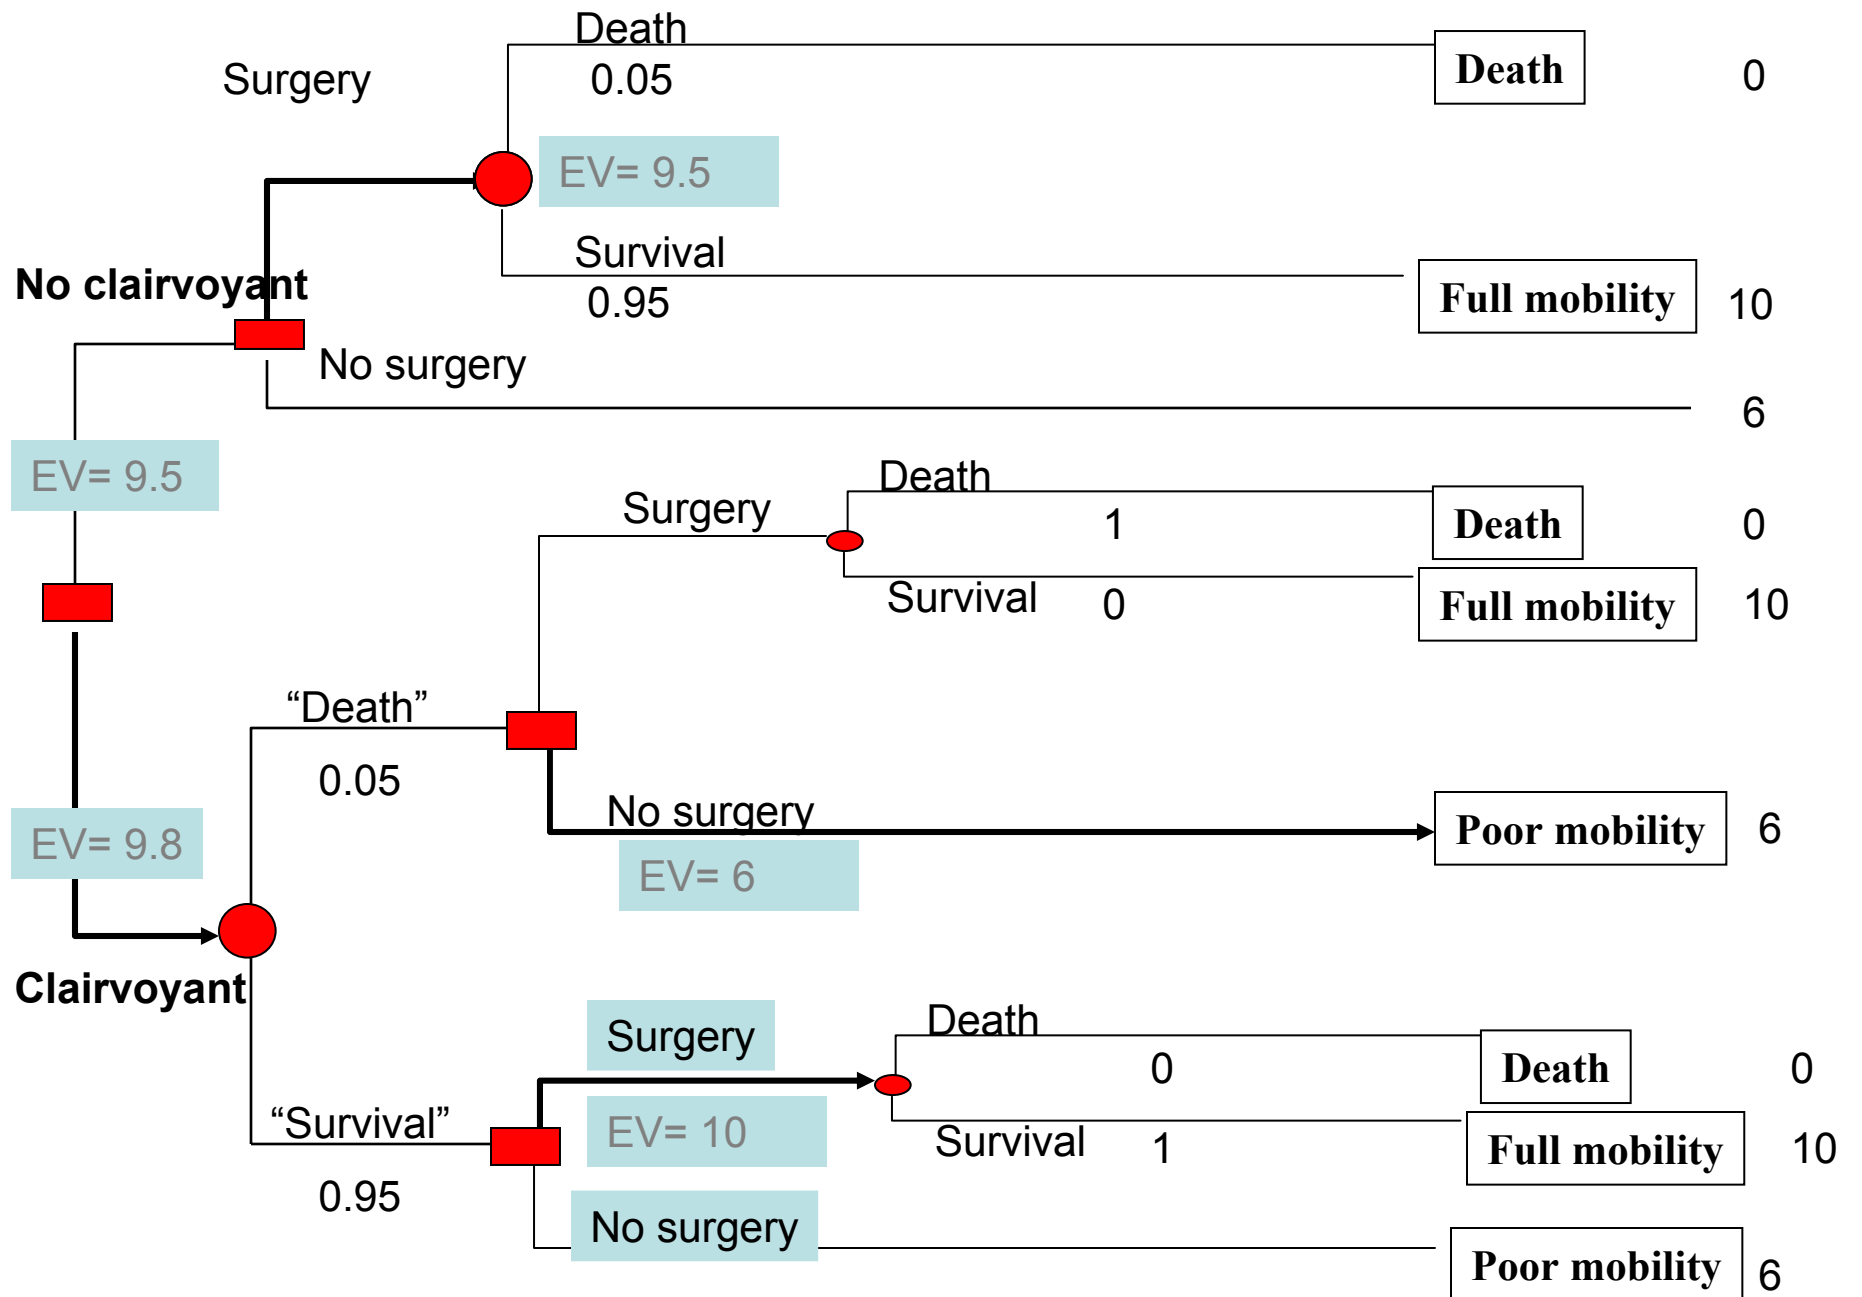 Death
Surgery
0.05
Death
0
EV= 9.5
Survival
No clairvoyant
0.95
Full mobility
10
No surgery
6
EV= 9.5
Death
Surgery
1
Death
0
Survival
0
Full mobility
10
“Death”
0.05
No surgery
Poor mobility
6
EV= 9.8
EV= 6
Clairvoyant
Surgery
Death
0
Death
0
“Survival”
EV= 10
Survival
1
Full mobility
10
0.95
No surgery
Poor mobility
6